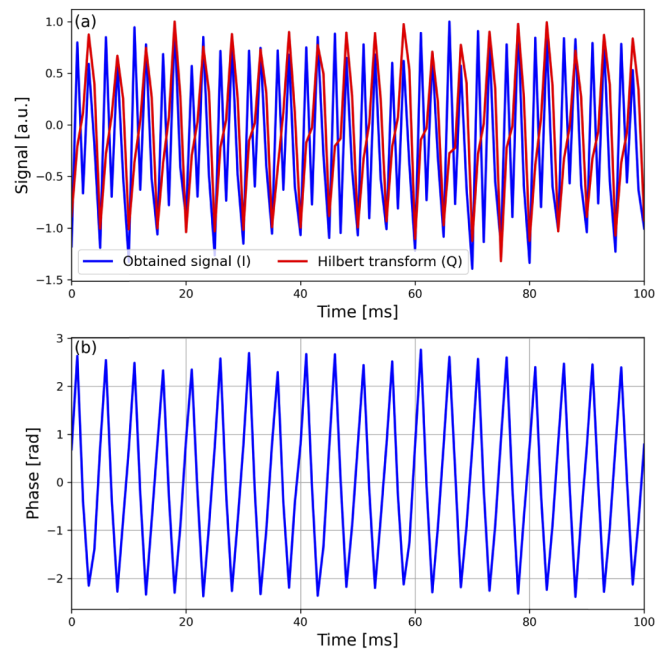 (a)
1.0
0.5
0.0
−0.5
−1.0
−1.5
Signal [a.u.]
Obtained signal (I) Hilbert transform (Q)
0 20 40 60 80 100
Time [ms]
(b)
3
2
1
0
−1
−2
Phase [rad]
0 20 40 60 80 100
Time [ms]